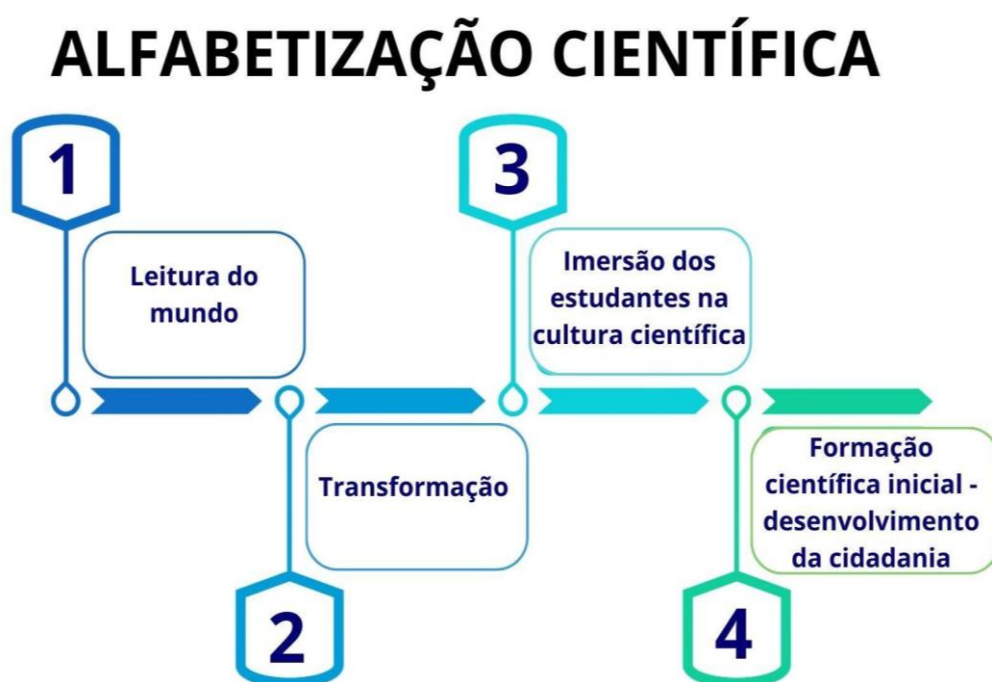 ALFABETIZAÇÃO CIENTÍFICA
1
Leitura do
mundo
2
Transformação
3
Imersão dos
estudantes na
cultura científica
4
Formação
científica inicial -
desenvolvimento
da cidadania